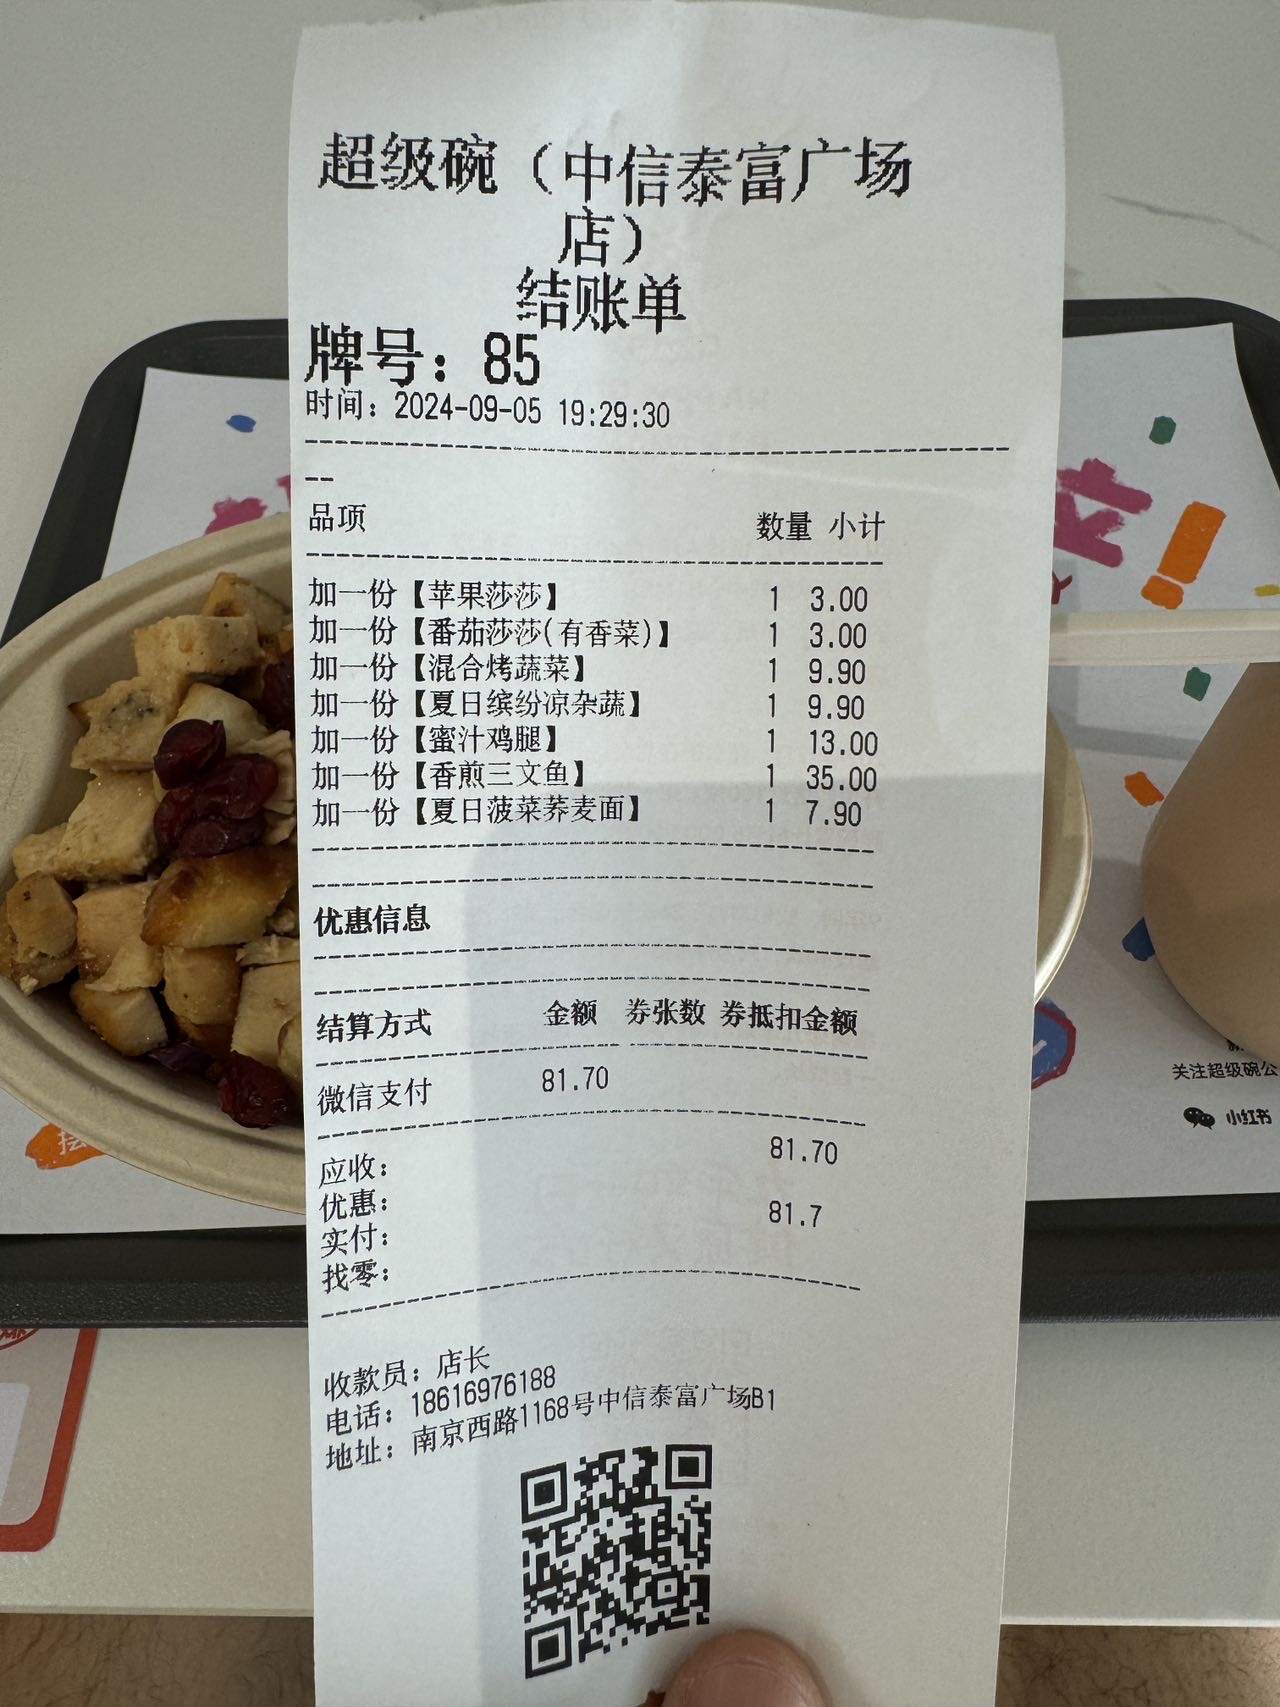 超级碗（中信泰富广场
店）
结账单
牌号：85
时间：2024-09-05 19:29:30
--
品项 数量 小计
加一份【苹果莎莎】 1 3.00
加一份【番茄莎莎(有香菜)】 1 3.00
加一份【混合烤蔬菜】 1 9.90
加一份【夏日缤纷凉杂蔬】 1 9.90
加一份【蜜汁鸡腿】 1 13.00
加一份【香煎三文鱼】 1 35.00
加一份【夏日菠菜荞麦面】 1 7.90
优惠信息
结算方式 金额 券张数 券抵扣金额
微信支付 81.70
应收： 81.70
优惠：
实付： 81.7
找零：
收款员：店长
电话：18616976188
地址：南京西路1168号中信泰富广场B1
关注超级碗公
小红书